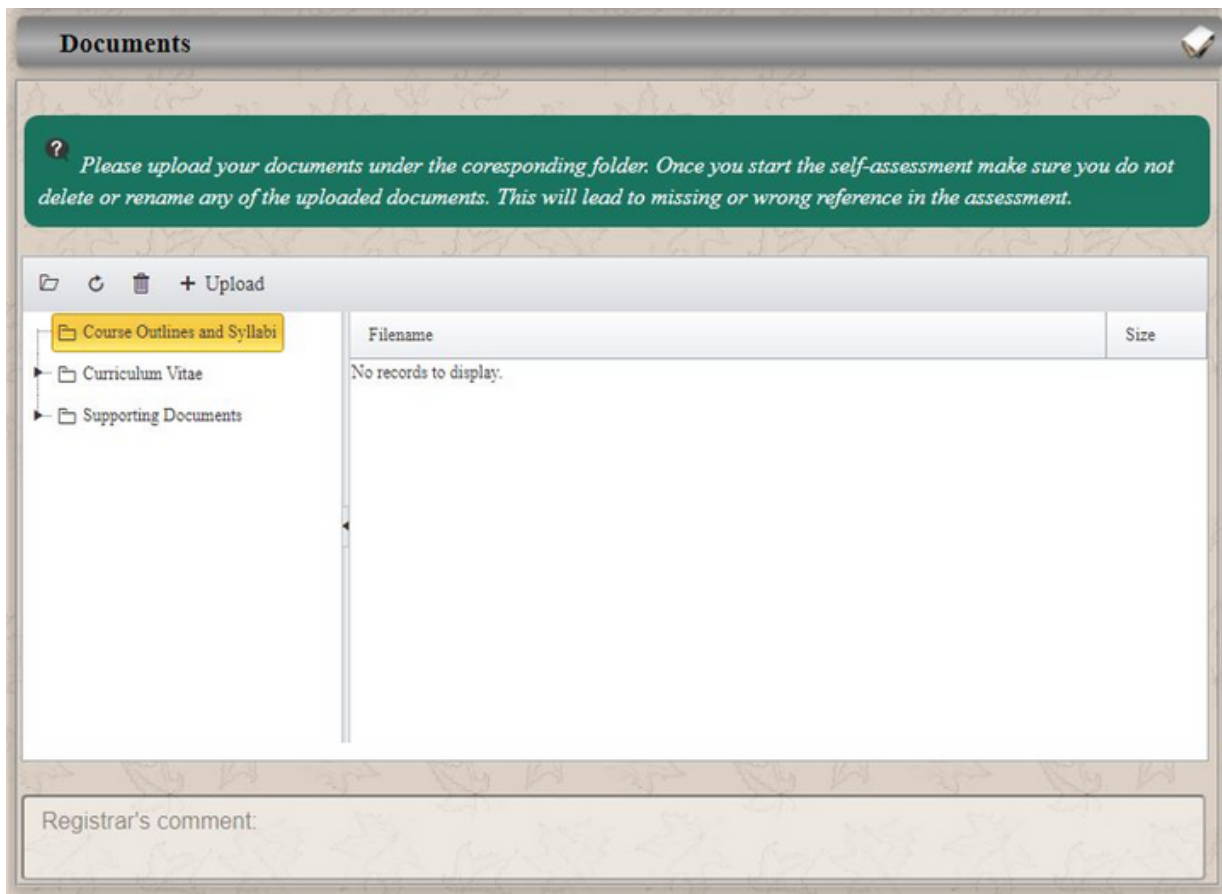 Documents
Please upload your documents under the coresponding folder. Once you start the self-assessment make sure you do not
delete or rename any of the uploaded documents. This will lead to missing or wrong reference in the assessment.
+ Upload
Course Outlines and Syllabi
Filename Size
Curriculum Vitae
No records to display.
Supporting Documents
Registrar's comment: